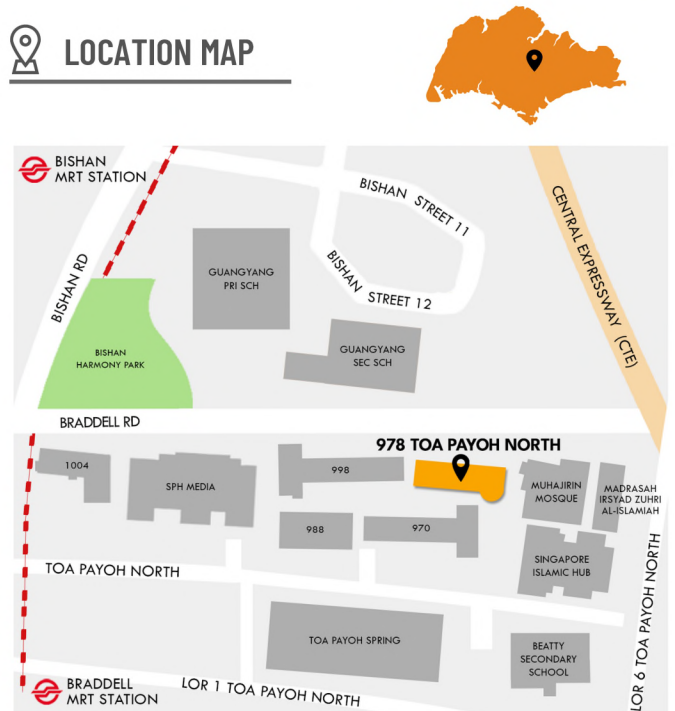 LOCATION MAP
BISHAN
MRT STATION
BISHAN STREET 11
CENTRAL EXPRESSWAY (CTE)
BISHAN RD
GUANGYANG
PRI SCH
BISHAN STREET 12
BISHAN
HARMONY PARK
GUANGYANG
SEC SCH
BRADDELL RD
978 TOA PAYOH NORTH
1004
SPH MEDIA
998
MUHAJIRIN
MOSQUE
MADRASAH
IRSYAD ZUHRI
AL-ISLAMIAH
988
970
SINGAPORE
ISLAMIC HUB
TOA PAYOH NORTH
LOR 6 TOA PAYOH NORTH
TOA PAYOH SPRING
BEATTY
SECONDARY
SCHOOL
BRADDELL
MRT STATION
LOR 1 TOA PAYOH NORTH